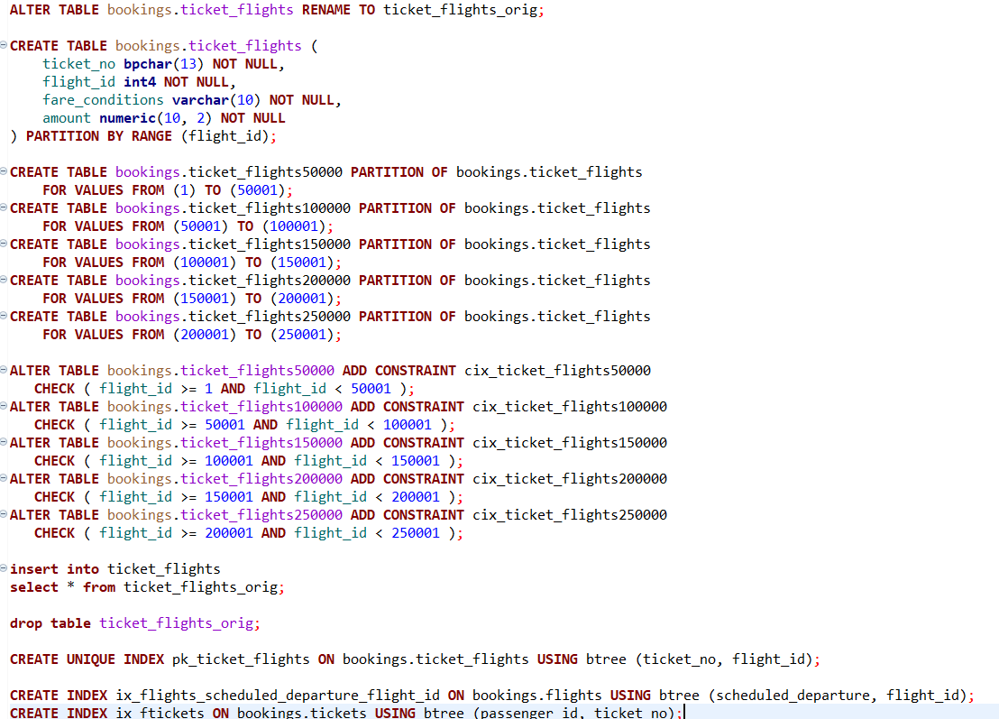 ALTER TABLE bookings.ticket_flights RENAME TO ticket_flights_orig;
CREATE TABLE bookings.ticket_flights (
ticket_no bpchar(13) NOT NULL,
flight_id int4 NOT NULL,
fare_conditions varchar(10) NOT NULL,
amount numeric(10, 2) NOT NULL
) PARTITION BY RANGE (flight_id);
CREATE TABLE bookings.ticket_flights50000 PARTITION OF bookings.ticket_flights
FOR VALUES FROM (1) TO (50001);
CREATE TABLE bookings.ticket_flights100000 PARTITION OF bookings.ticket_flights
FOR VALUES FROM (50001) TO (100001);
CREATE TABLE bookings.ticket_flights150000 PARTITION OF bookings.ticket_flights
FOR VALUES FROM (100001) TO (150001);
CREATE TABLE bookings.ticket_flights200000 PARTITION OF bookings.ticket_flights
FOR VALUES FROM (150001) TO (200001);
CREATE TABLE bookings.ticket_flights250000 PARTITION OF bookings.ticket_flights
FOR VALUES FROM (200001) TO (250001);
ALTER TABLE bookings.ticket_flights50000 ADD CONSTRAINT cix_ticket_flights50000
CHECK ( flight_id >= 1 AND flight_id < 50001 );
ALTER TABLE bookings.ticket_flights100000 ADD CONSTRAINT cix_ticket_flights100000
CHECK ( flight_id >= 50001 AND flight_id < 100001 );
ALTER TABLE bookings.ticket_flights150000 ADD CONSTRAINT cix_ticket_flights150000
CHECK ( flight_id >= 100001 AND flight_id < 150001 );
ALTER TABLE bookings.ticket_flights200000 ADD CONSTRAINT cix_ticket_flights200000
CHECK ( flight_id >= 150001 AND flight_id < 200001 );
ALTER TABLE bookings.ticket_flights250000 ADD CONSTRAINT cix_ticket_flights250000
CHECK ( flight_id >= 200001 AND flight_id < 250001 );
insert into ticket_flights
select * from ticket_flights_orig;
drop table ticket_flights_orig;
CREATE UNIQUE INDEX pk_ticket_flights ON bookings.ticket_flights USING btree (ticket_no, flight_id);
CREATE INDEX ix_flights_scheduled_departure_flight_id ON bookings.flights USING btree (scheduled_departure, flight_id);
CREATE INDEX ix_ftickets ON bookings.tickets USING btree (passenger_id, ticket_no);